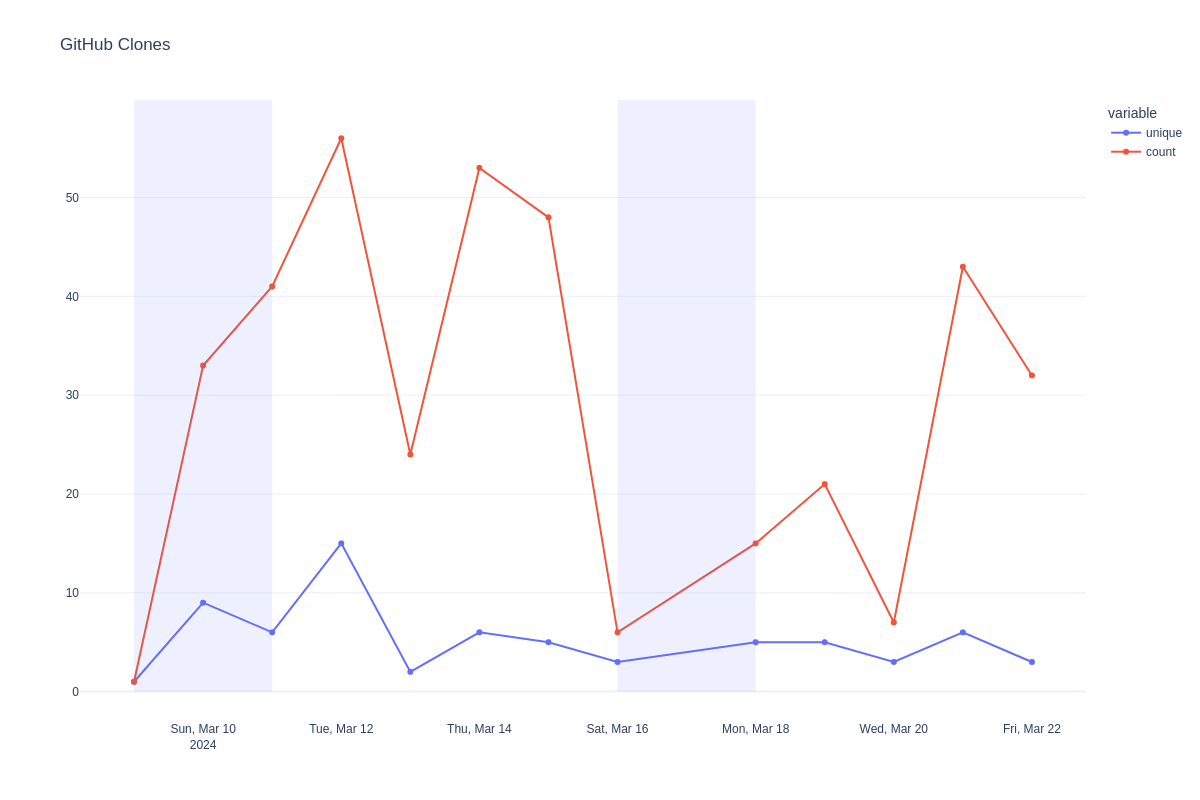 GitHub Clones
variable
unique
count
50
40
30
20
10
0
Sun, Mar 10
2024
Tue, Mar 12
Thu, Mar 14
Sat, Mar 16
Mon, Mar 18
Wed, Mar 20
Fri, Mar 22